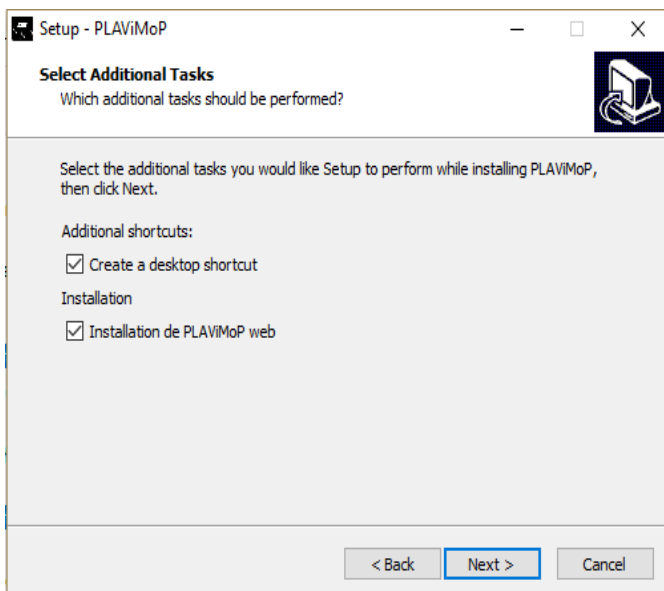 Setup - PLAViMoP
Select Additional Tasks
Which additional tasks should be performed?
Select the additional tasks you would like Setup to perform while installing PLAViMoP,
then click Next.
Additional shortcuts:
Create a desktop shortcut
Installation
Installation de PLAViMoP web
< Back
Next >
Cancel